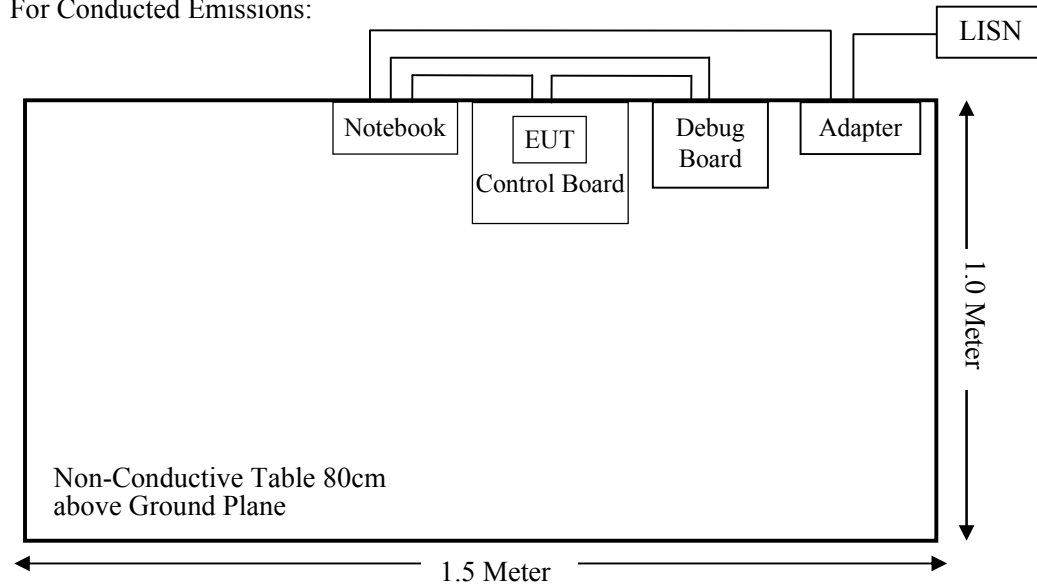 For Conducted Emissions:
LISN
Notebook
EUT
Control Board
Debug
Board
Adapter
1.0 Meter
Non-Conductive Table 80cm
above Ground Plane
1.5 Meter